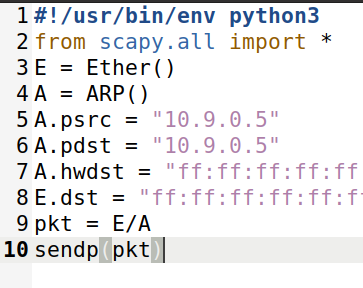 1 #!/usr/bin/env python3
2 from scapy.all import *
3 E = Ether()
4 A = ARP()
5 A.psrc = "10.9.0.5"
6 A.pdst = "10.9.0.5"
7 A.hwdst = "ff:ff:ff:ff:ff
8 E.dst = "ff:ff:ff:ff:ff:f
9 pkt = E/A
10 sendp(pkt)